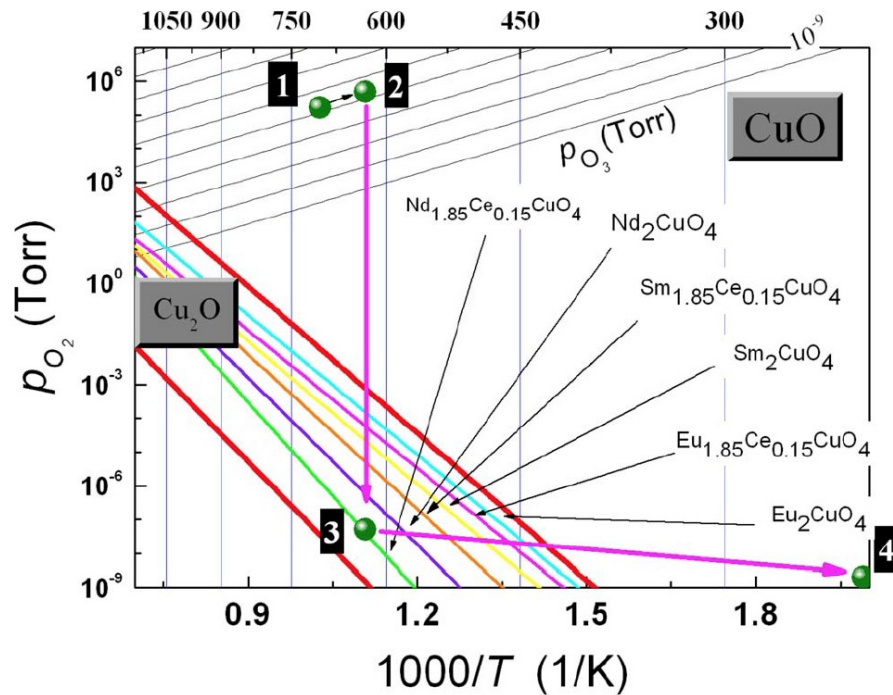 1050 900 750 600 450 300
10⁻⁹
10⁶
1
2
CuO
p_O₃(Torr)
10³
Nd₁.₈₅Ce₀.₁₅CuO₄
Nd₂CuO₄
10⁰
Sm₁.₈₅Ce₀.₁₅CuO₄
Cu₂O
p_O₂ (Torr)
Sm₂CuO₄
10⁻³
Eu₁.₈₅Ce₀.₁₅CuO₄
10⁻⁶
Eu₂CuO₄
3
4
10⁻⁹
0.9 1.2 1.5 1.8
1000/T (1/K)